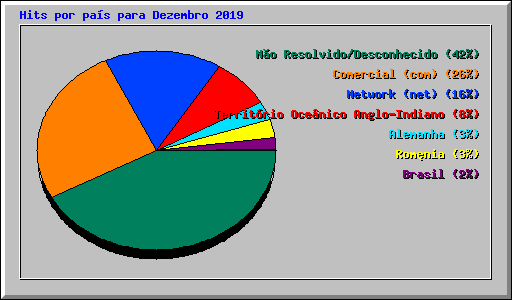 Hits por país para Dezembro 2019
Não Resolvido/Desconhecido (42%)
Comercial (com) (26%)
Network (net) (16%)
Território Oceânico Anglo-Indiano (8%)
Alemanha (3%)
Romęnia (3%)
Brasil (2%)